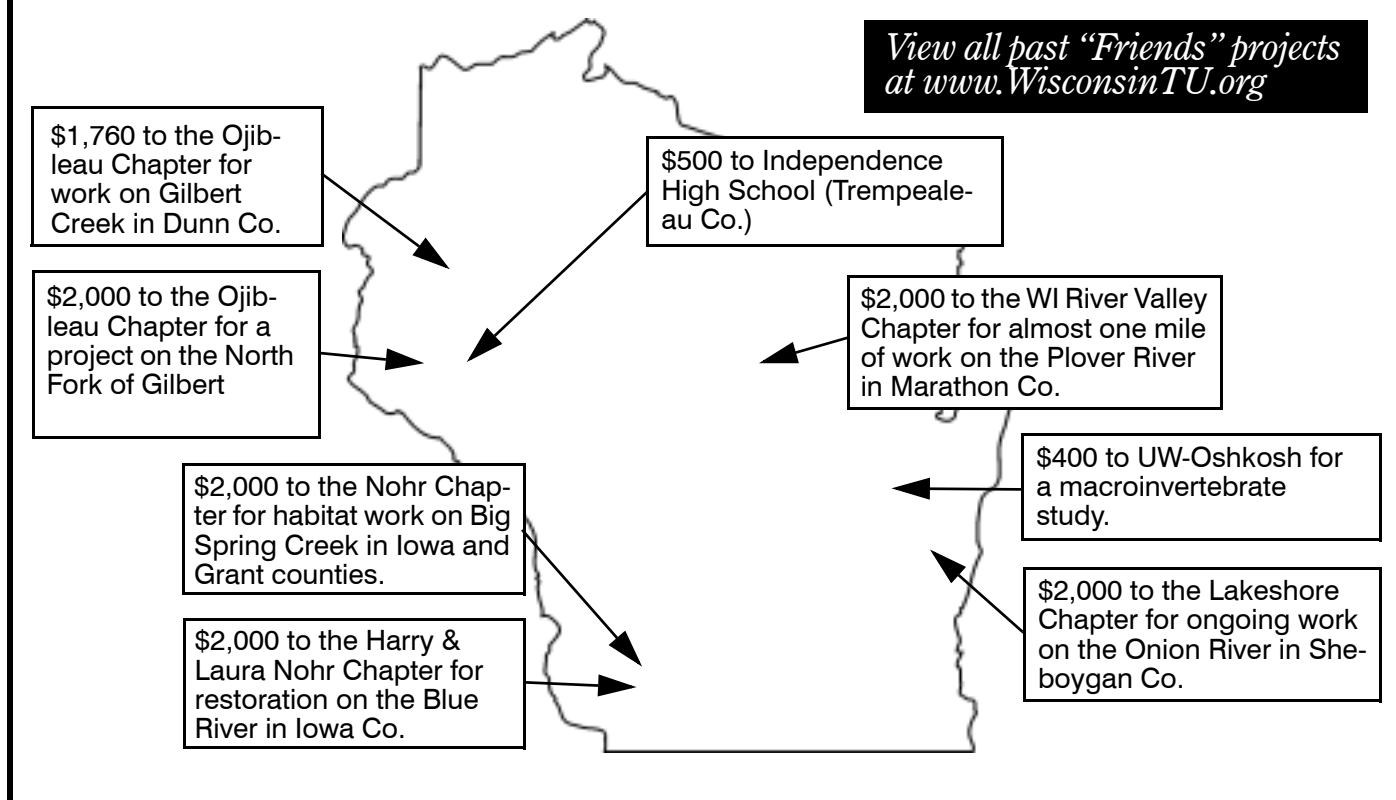 View all past “Friends” projects
at www.WisconsinTU.org
$1,760 to the Ojib-
leau Chapter for
work on Gilbert
Creek in Dunn Co.
$500 to Independence
High School (Trempeale-
au Co.)
$2,000 to the Ojib-
leau Chapter for a
project on the North
Fork of Gilbert
$2,000 to the WI River Valley
Chapter for almost one mile
of work on the Plover River
in Marathon Co.
$400 to UW-Oshkosh for
a macroinvertebrate
study.
$2,000 to the Nohr Chap-
ter for habitat work on Big
Spring Creek in Iowa and
Grant counties.
$2,000 to the Lakeshore
Chapter for ongoing work
on the Onion River in She-
boygan Co.
$2,000 to the Harry &
Laura Nohr Chapter for
restoration on the Blue
River in Iowa Co.